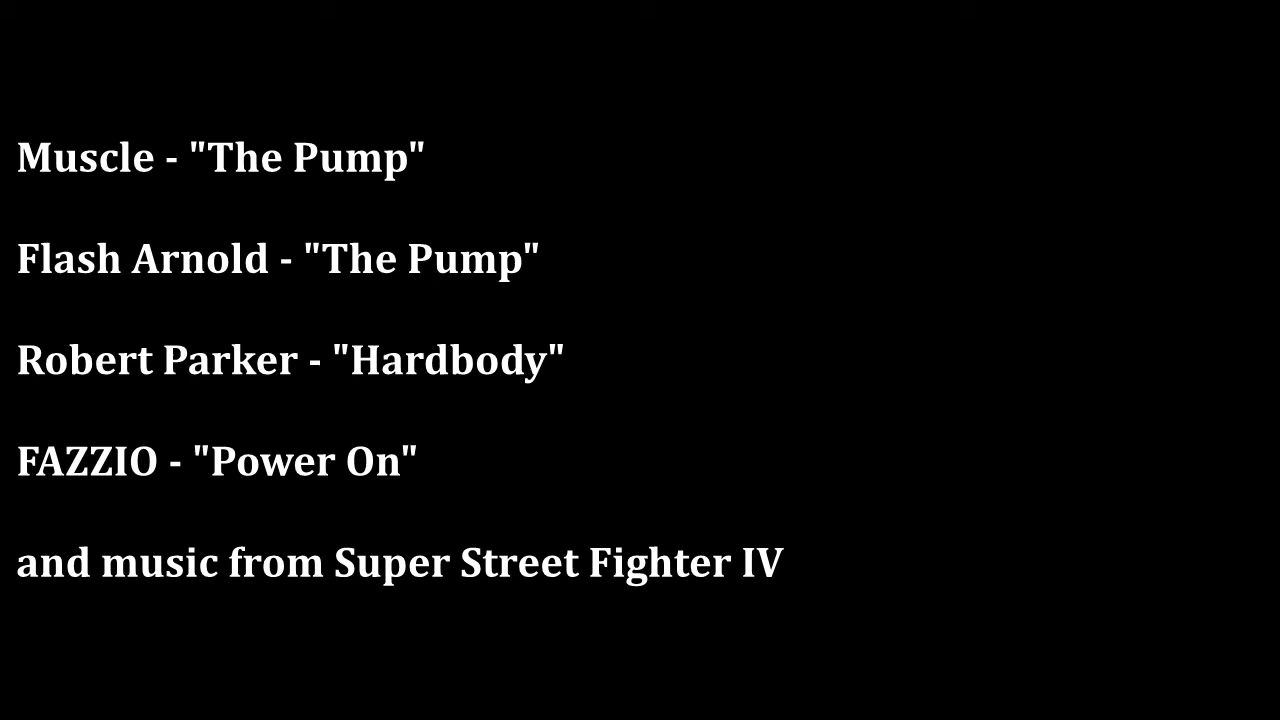 Muscle - "The Pump"
Flash Arnold - "The Pump"
Robert Parker - "Hardbody"
FAZZIO - "Power On"
and music from Super Street Fighter IV